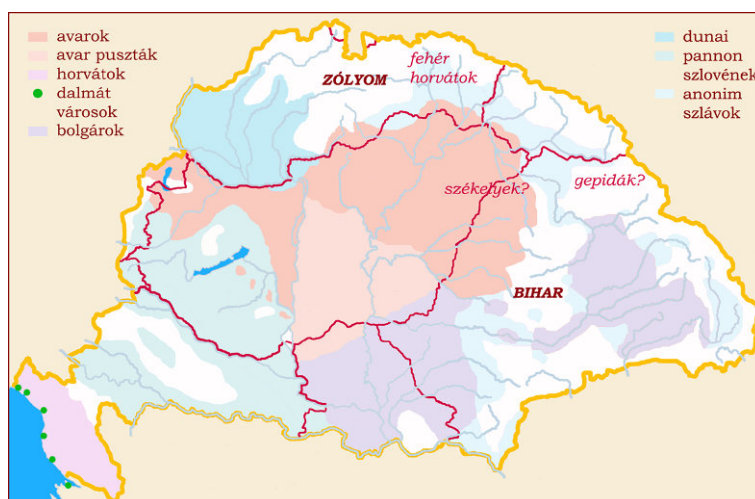 avarok
avar puszták
horvátok
dalmát
városok
bolgárok
dunai
pannon
szlovének
anonim
szlávok
fehér
horvátok
ZÓLYOM
székelyek?
gepidák?
BIHAR